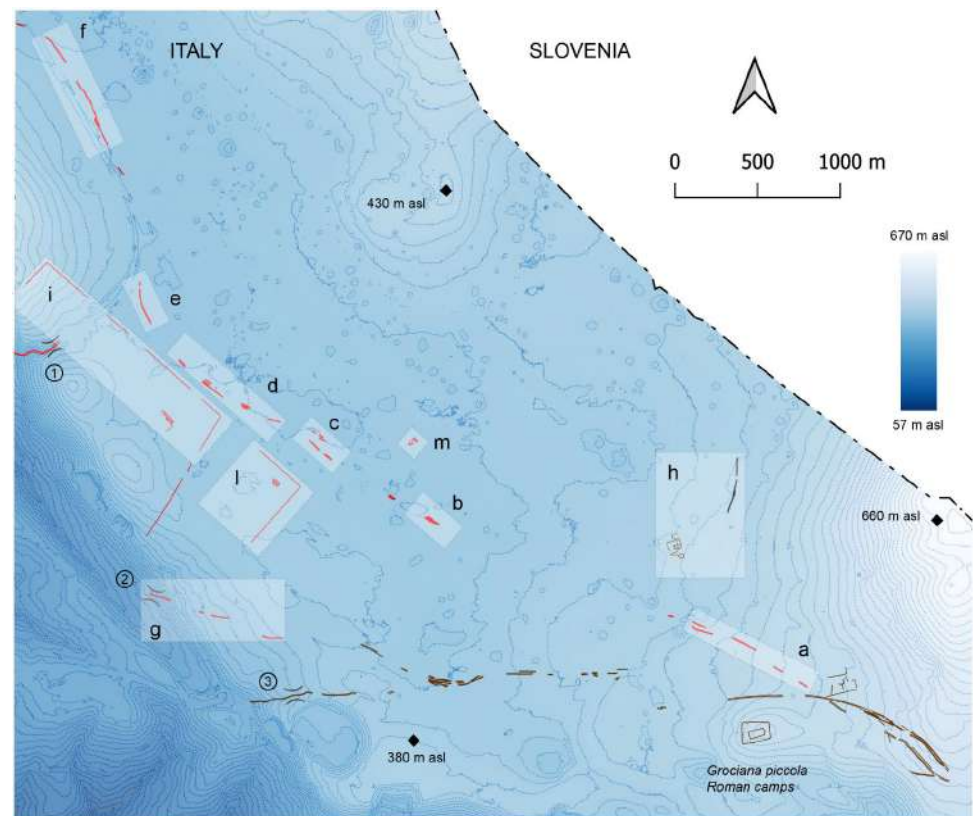 f
ITALY
SLOVENIA
0 500 1000 m
430 m asl
670 m asl
57 m asl
i
e
①
d
c
m
l
b
h
660 m asl
②
g
a
③
380 m asl
Grociana piccola
Roman camps